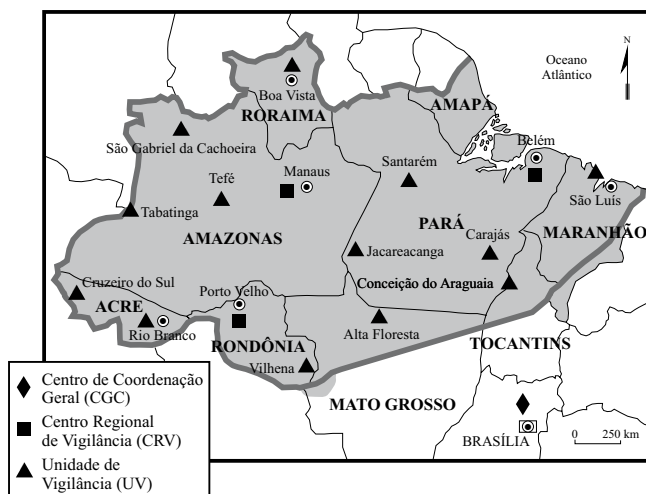 N
Oceano
Atlântico
Boa Vista
RORAIMA
AMAPÁ
São Gabriel da Cachoeira
Belém
Tefé
Manaus
Santarém
São Luís
Tabatinga
PARÁ
Carajás
MARANHÃO
AMAZONAS
Jacareacanga
Cruzeiro do Sul
Conceição do Araguaia
Porto Velho
ACRE
Rio Branco
RONDÔNIA
Alta Floresta
TOCANTINS
Vilhena
MATO GROSSO
BRASÍLIA
0 250 km
Centro de Coordenação
Geral (CGC)
Centro Regional
de Vigilância (CRV)
Unidade de
Vigilância (UV)